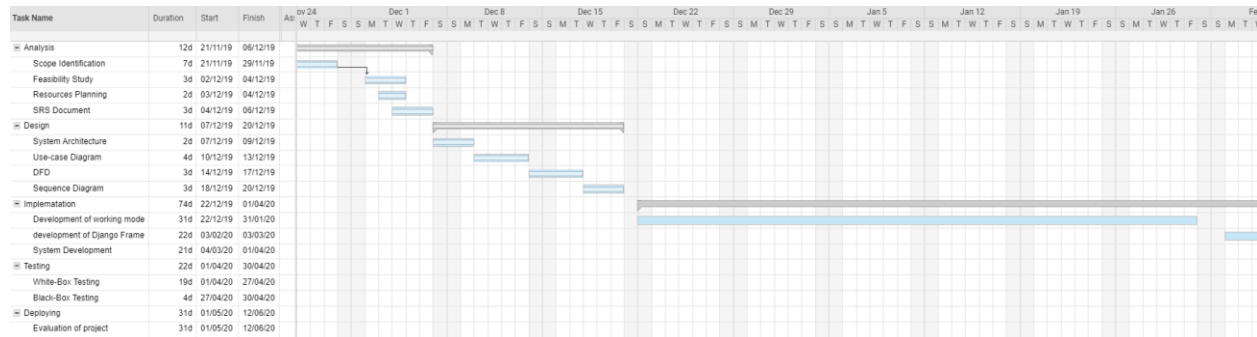 Task Name Duration Start Finish As ov 24 Dec 1 Dec 8 Dec 15 Dec 22 Dec 29 Jan 5 Jan 12 Jan 19 Jan 26 Fe
W T F S S M T W T F S S M T W T F S S M T W T F S S M T W T F S S M T W T F S S M T W T F S S M T W T F S S M T W T F S S M T W T F S S M T
Analysis 12d 21/11/19 06/12/19
Scope Identification 7d 21/11/19 29/11/19
Feasibility Study 3d 02/12/19 04/12/19
Resources Planning 2d 03/12/19 04/12/19
SRS Document 3d 04/12/19 06/12/19
Design 11d 07/12/19 20/12/19
System Architecture 2d 07/12/19 09/12/19
Use-case Diagram 4d 10/12/19 13/12/19
DFD 3d 14/12/19 17/12/19
Sequence Diagram 3d 18/12/19 20/12/19
Implematation 74d 22/12/19 01/04/20
Development of working mode 31d 22/12/19 31/01/20
development of Django Frame 22d 03/02/20 03/03/20
System Development 21d 04/03/20 01/04/20
Testing 22d 01/04/20 30/04/20
White-Box Testing 19d 01/04/20 27/04/20
Black-Box Testing 4d 27/04/20 30/04/20
Deploying 31d 01/05/20 12/06/20
Evaluation of project 31d 01/05/20 12/06/20